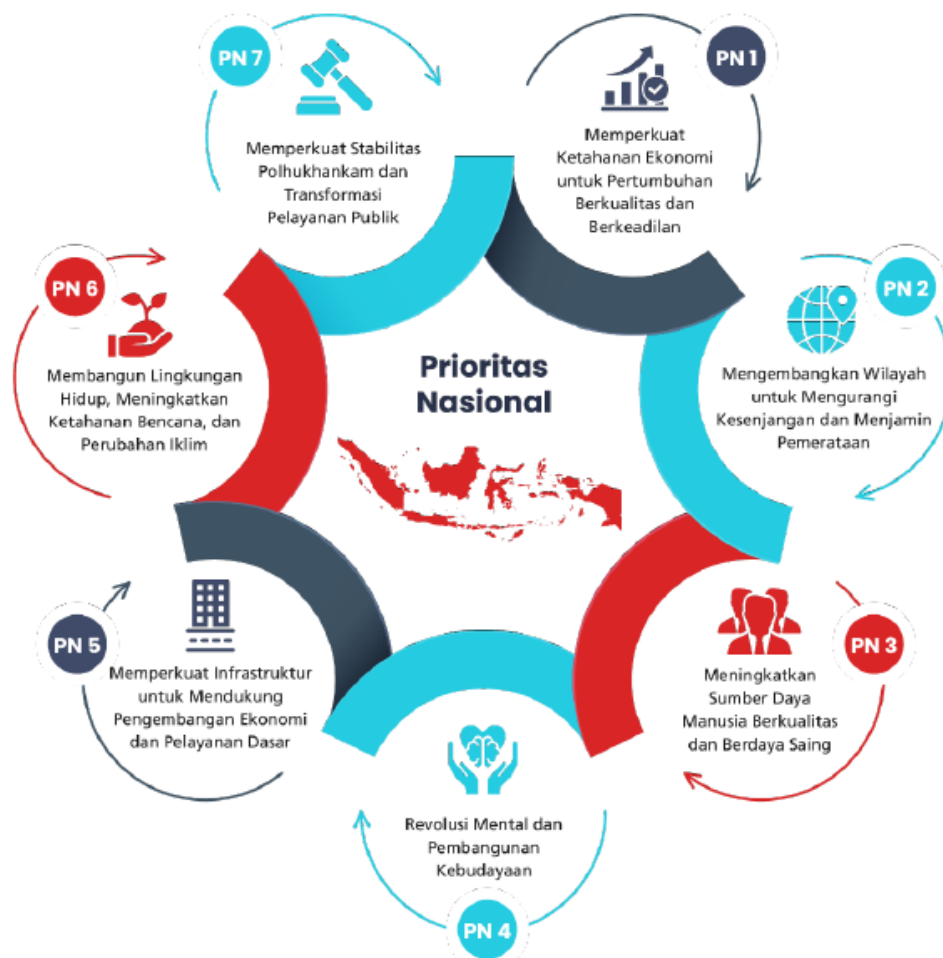 Prioritas
Nasional
PN 1
Memperkuat
Ketahanan Ekonomi
untuk Pertumbuhan
Berkualitas dan
Berkeadilan
PN 2
Mengembangkan Wilayah
untuk Mengurangi
Kesenjangan dan Menjamin
Pemerataan
PN 3
Meningkatkan
Sumber Daya
Manusia Berkualitas
dan Berdaya Saing
PN 4
Revolusi Mental dan
Pembangunan
Kebudayaan
PN 5
Memperkuat Infrastruktur
untuk Mendukung
Pengembangan Ekonomi
dan Pelayanan Dasar
PN 6
Membangun Lingkungan
Hidup, Meningkatkan
Ketahanan Bencana, dan
Perubahan Iklim
PN 7
Memperkuat Stabilitas
Polhukhankam dan
Transformasi
Pelayanan Publik